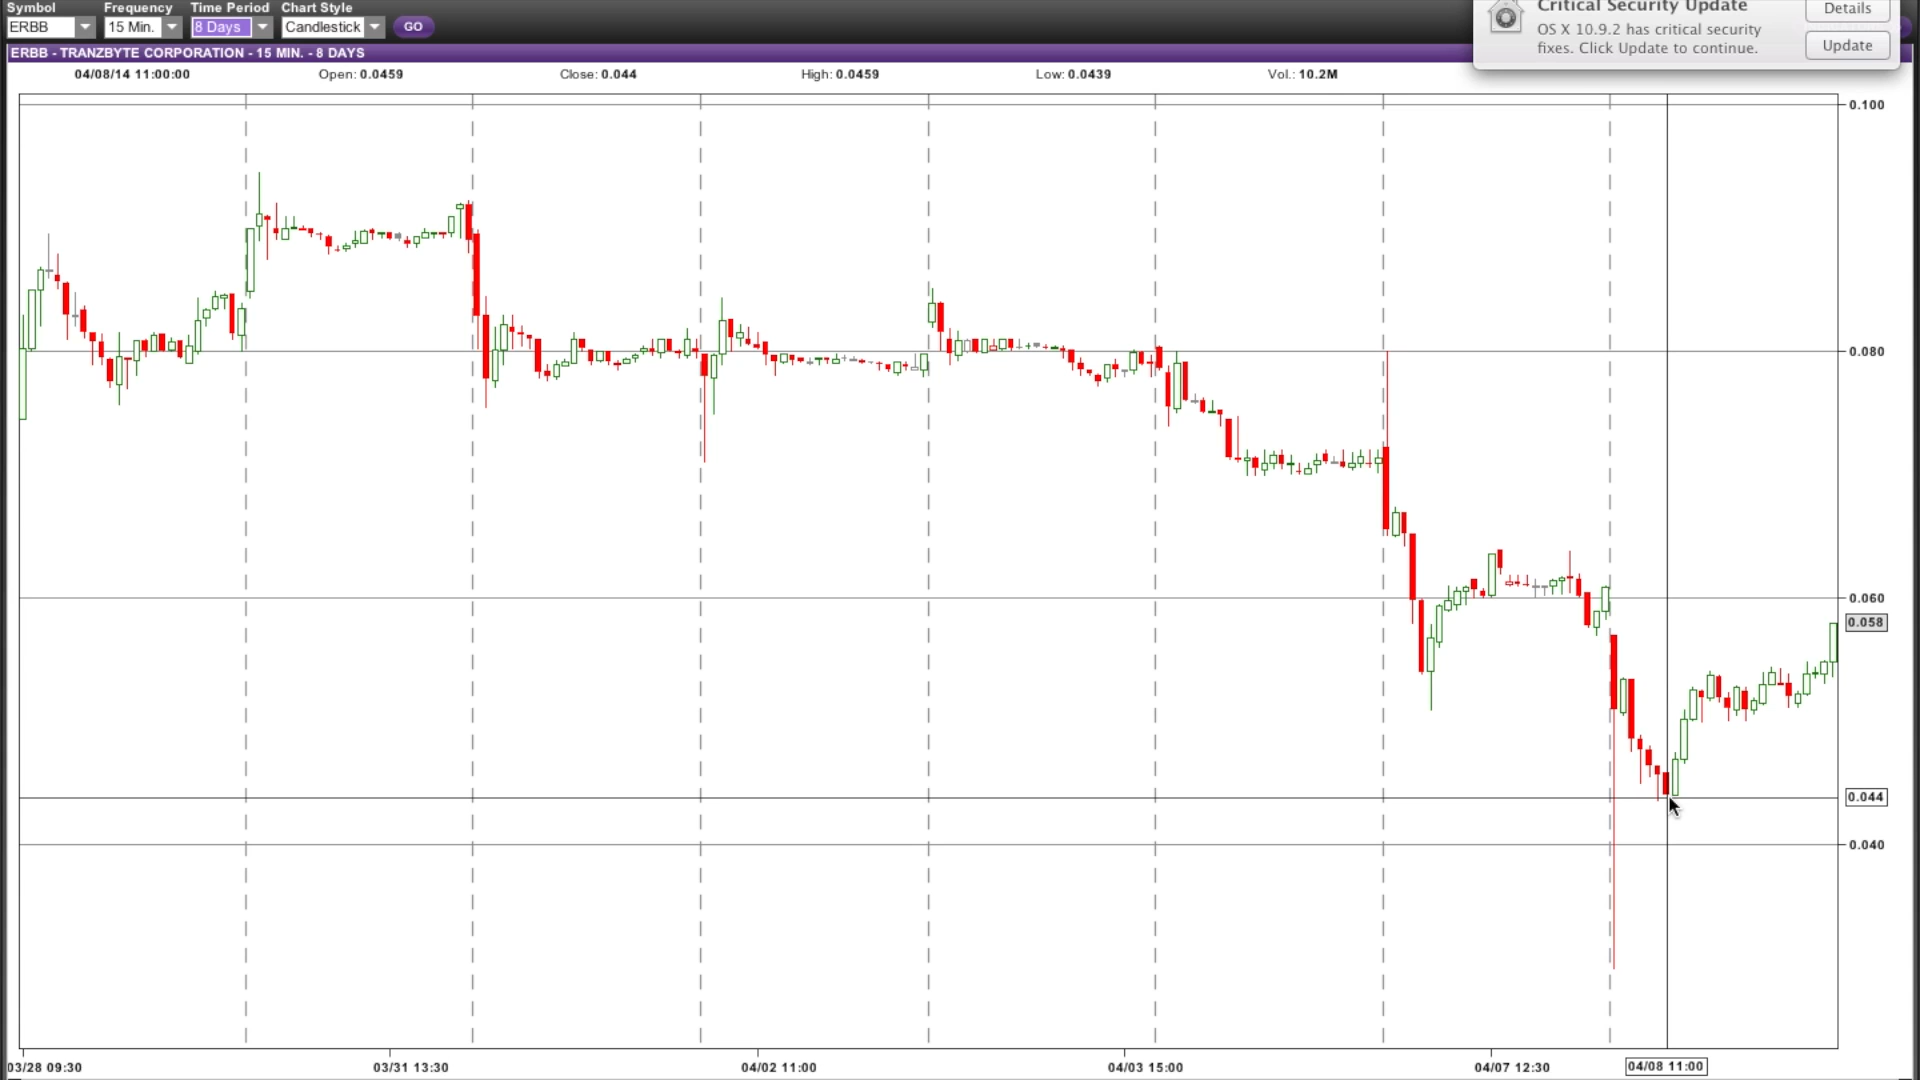 Symbol Frequency Time Period Chart Style
ERBB 15 Min. 8 Days Candlestick GO
ERBB - TRANZBYTE CORPORATION - 15 MIN. - 8 DAYS
04/08/14 11:00:00 Open: 0.0459 Close: 0.044 High: 0.0459 Low: 0.0439 Vol.: 10.2M
Critical Security Update
OS X 10.9.2 has critical security
fixes. Click Update to continue.
Details
Update
0.100
0.080
0.060
0.058
0.044
0.040
03/28 09:30 03/31 13:30 04/02 11:00 04/03 15:00 04/07 12:30 04/08 11:00